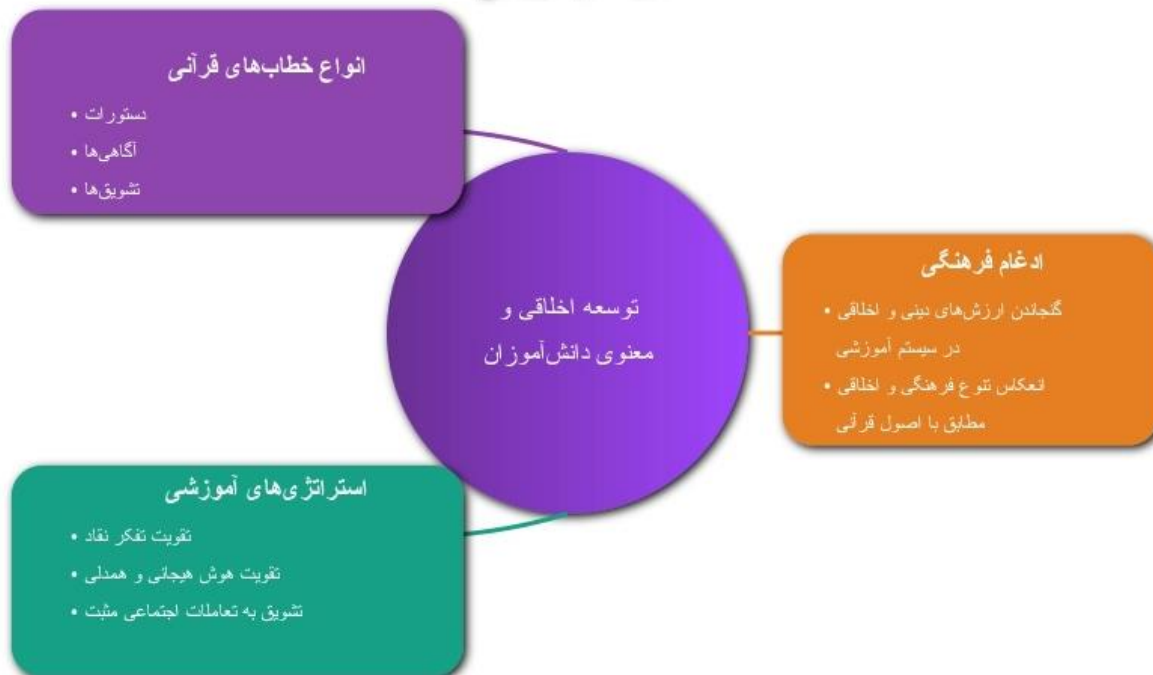 انواع خطاب‌های قرآنی
• دستورات
• آگاهی‌ها
• تشویق‌ها
توسعه اخلاقی و
معنوی دانش‌آموزان
ادغام فرهنگی
• گنجاندن ارزش‌های دینی و اخلاقی
در سیستم آموزشی
• انعکاس تنوع فرهنگی و اخلاقی
مطابق با اصول قرآنی
استراتژی‌های آموزشی
• تقویت تفکر نقاد
• تقویت هوش هیجانی و همدلی
• تشویق به تعاملات اجتماعی مثبت